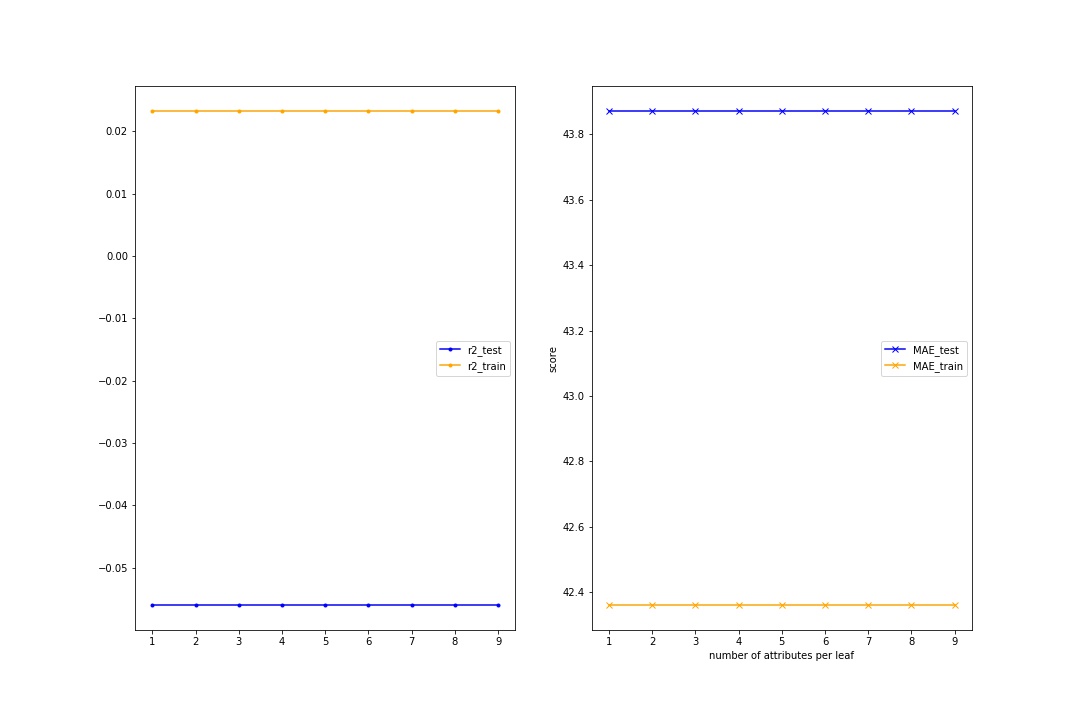 0.02
0.01
0.00
−0.01
−0.02
−0.03
−0.04
−0.05
1 2 3 4 5 6 7 8 9
r2_test
r2_train
43.8
43.6
43.4
43.2
43.0
42.8
42.6
42.4
score
1 2 3 4 5 6 7 8 9
number of attributes per leaf
MAE_test
MAE_train